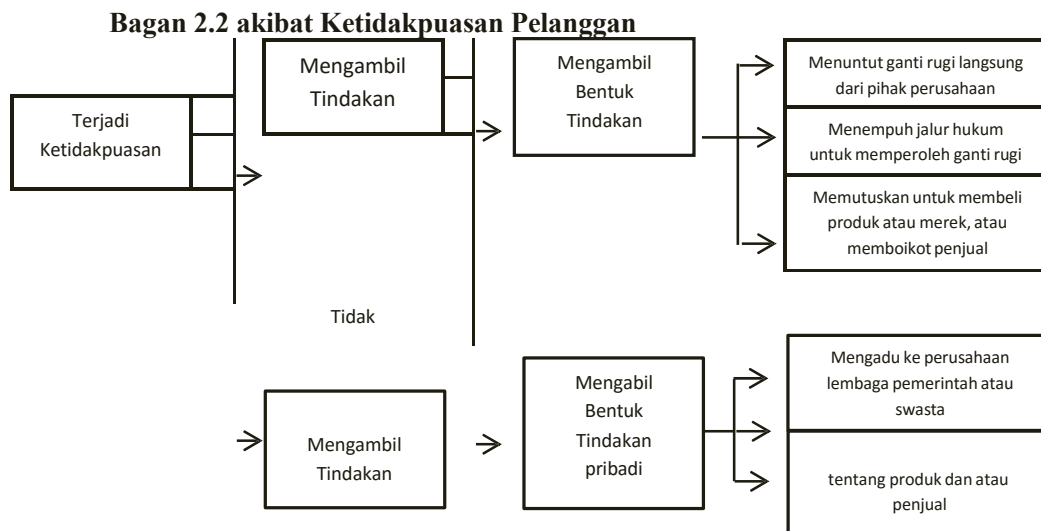 Bagan 2.2 akibat Ketidakpuasan Pelanggan
Terjadi
Ketidakpuasan
Mengambil
Tindakan
Mengambil
Bentuk
Tindakan
Menuntut ganti rugi langsung
dari pihak perusahaan
Menempuh jalur hukum
untuk memperoleh ganti rugi
Memutuskan untuk membeli
produk atau merek, atau
memboikot penjual
Tidak
Mengambil
Tindakan
Mengabil
Bentuk
Tindakan
pribadi
Mengadu ke perusahaan
lembaga pemerintah atau
swasta
tentang produk dan atau
penjual